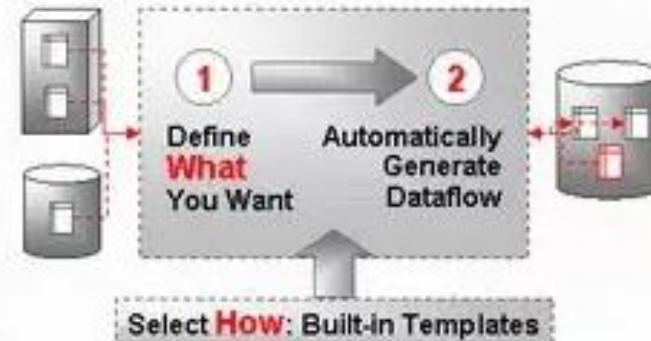 1
2
Define
What
You Want
Automatically
Generate
Dataflow
Select How: Built-in Templates